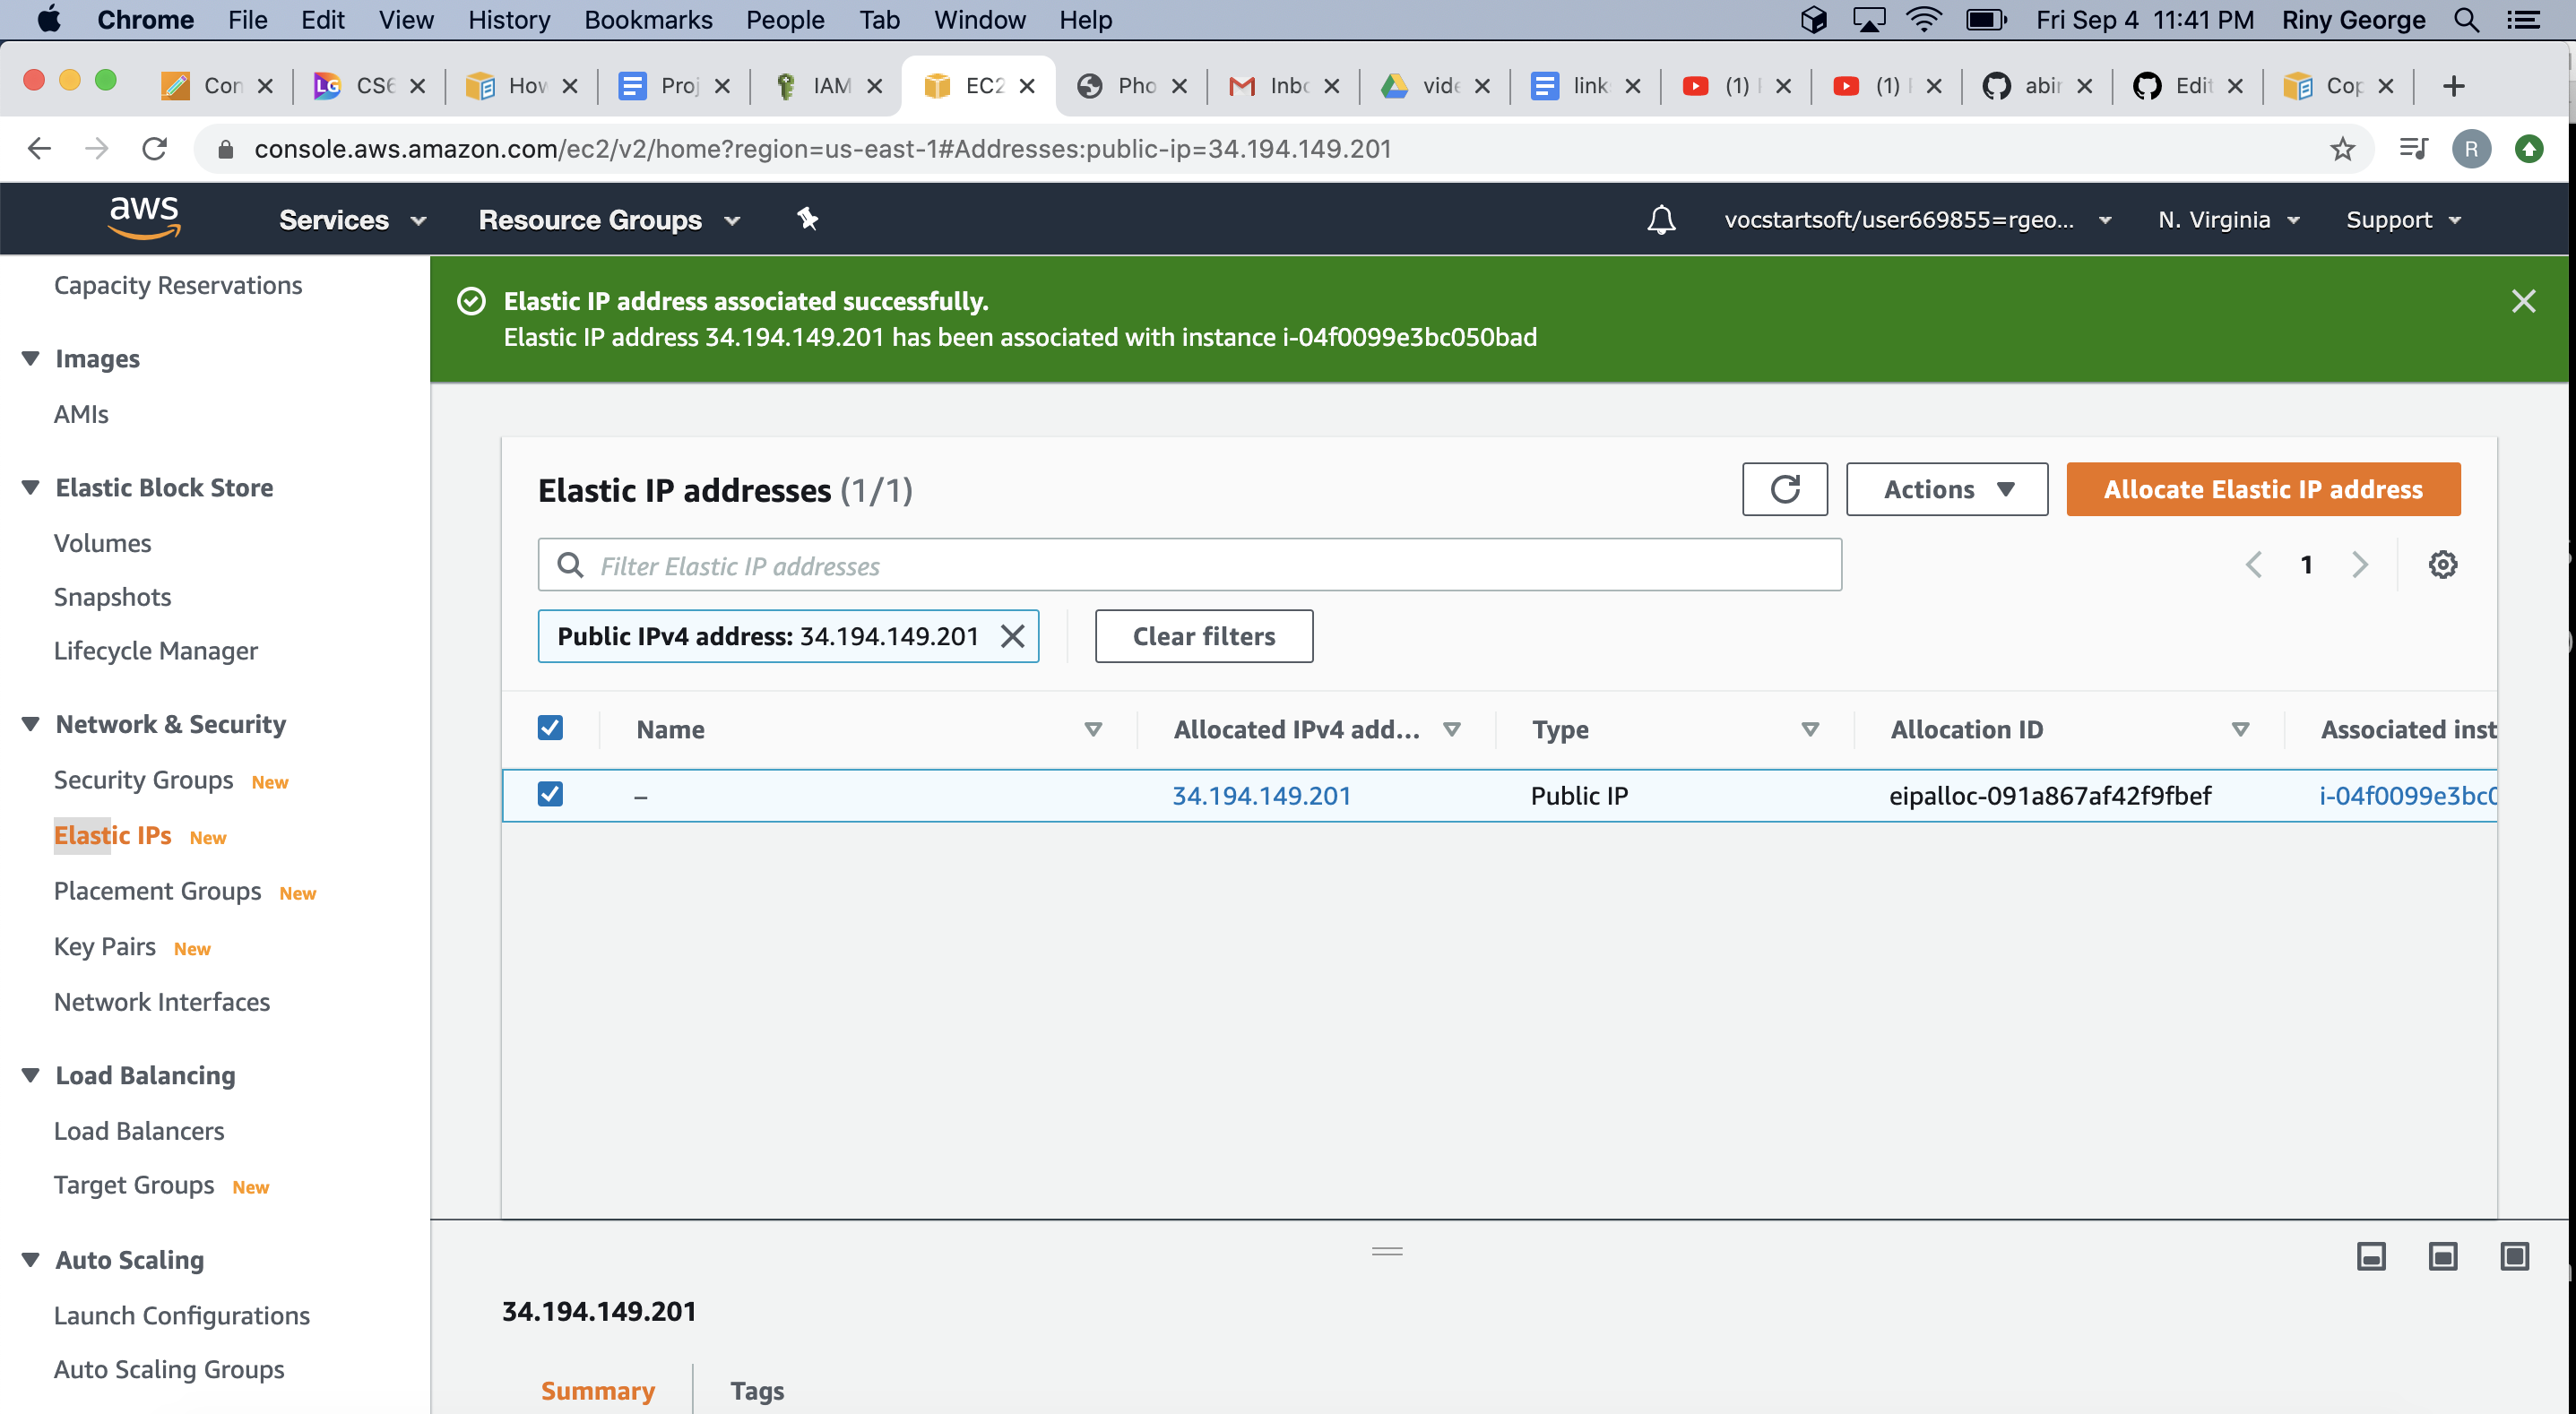 Chrome File Edit View History Bookmarks People Tab Window Help Fri Sep 4 11:41 PM Riny George
Con CS6 How Proj IAM EC2 Pho Inbo vide link (1) (1) abir Edit Cop
console.aws.amazon.com/ec2/v2/home?region=us-east-1#Addresses:public-ip=34.194.149.201 R
aws Services Resource Groups vocstartsoft/user669855=rgeo... N. Virginia Support
Capacity Reservations
Images
AMIs
Elastic Block Store
Volumes
Snapshots
Lifecycle Manager
Network & Security
Security Groups New
Elastic IPs New
Placement Groups New
Key Pairs New
Network Interfaces
Load Balancing
Load Balancers
Target Groups New
Auto Scaling
Launch Configurations
Auto Scaling Groups
Elastic IP address associated successfully.
Elastic IP address 34.194.149.201 has been associated with instance i-04f0099e3bc050bad
Elastic IP addresses (1/1) Actions Allocate Elastic IP address
Filter Elastic IP addresses 1
Public IPv4 address: 34.194.149.201 Clear filters
Name Allocated IPv4 add... Type Allocation ID Associated inst
– 34.194.149.201 Public IP eipalloc-091a867af42f9fbef i-04f0099e3bc0
34.194.149.201
Summary Tags